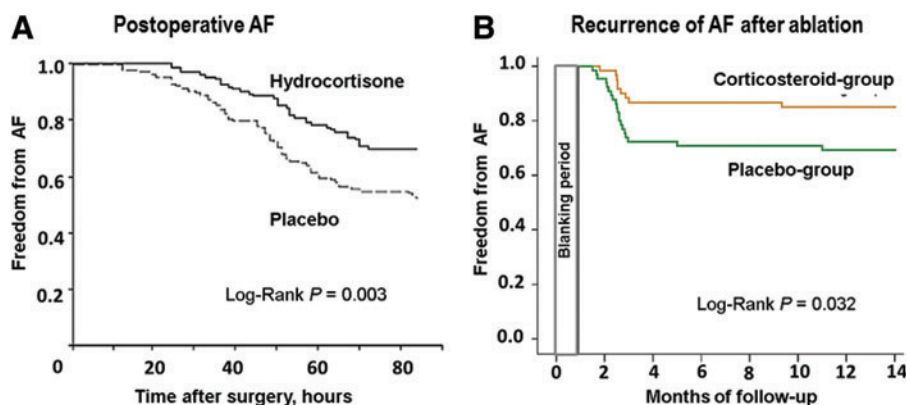 A Postoperative AF
1.0
0.8
0.6
0.4
0.2
Freedom from AF
Hydrocortisone
Placebo
Log-Rank P = 0.003
0 20 40 60 80
Time after surgery, hours
B Recurrence of AF after ablation
1.0
0.8
0.6
0.4
0.2
0.0
Freedom from AF
Blanking period
Corticosteroid-group
Placebo-group
Log-Rank P = 0.032
0 2 4 6 8 10 12 14
Months of follow-up